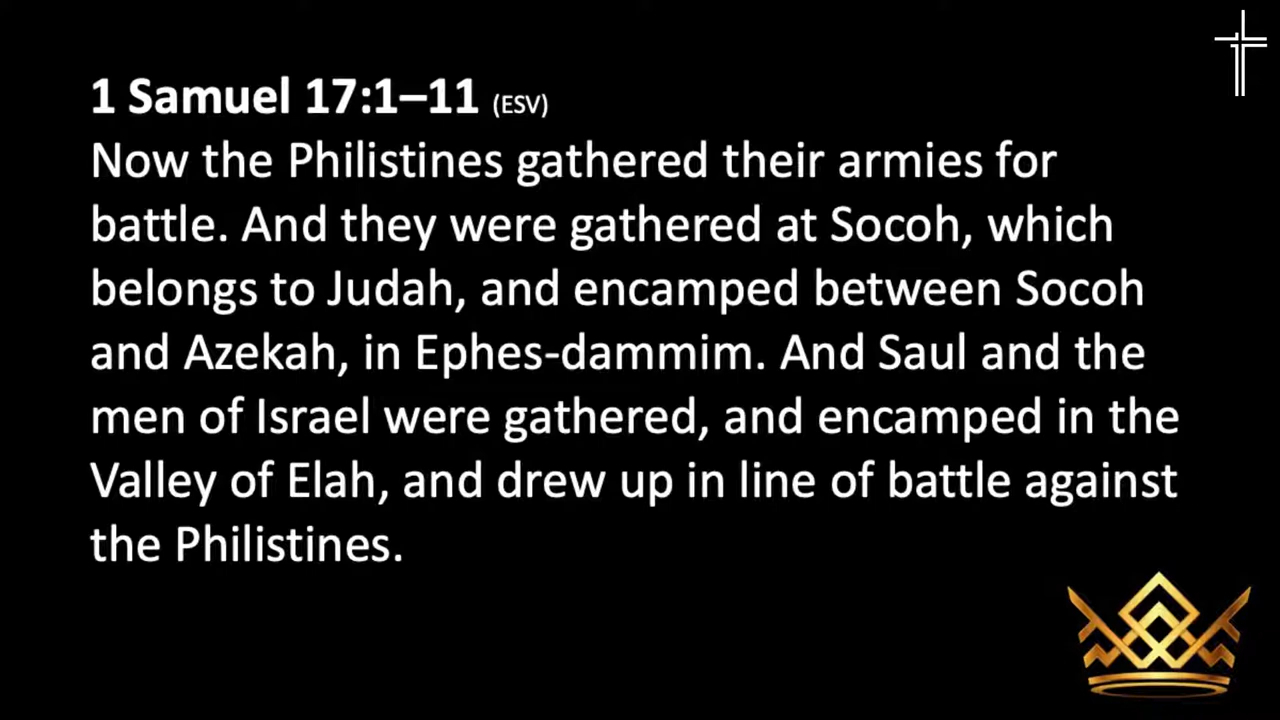 1 Samuel 17:1–11 (ESV)
Now the Philistines gathered their armies for
battle. And they were gathered at Socoh, which
belongs to Judah, and encamped between Socoh
and Azekah, in Ephes-dammim. And Saul and the
men of Israel were gathered, and encamped in the
Valley of Elah, and drew up in line of battle against
the Philistines.